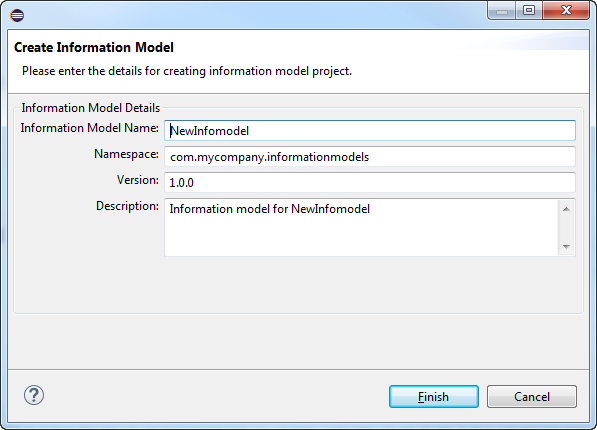 Create Information Model
Please enter the details for creating information model project.
Information Model Details
Information Model Name: NewInfomodel
Namespace: com.mycompany.informationmodels
Version: 1.0.0
Description: Information model for NewInfomodel
?
Finish Cancel